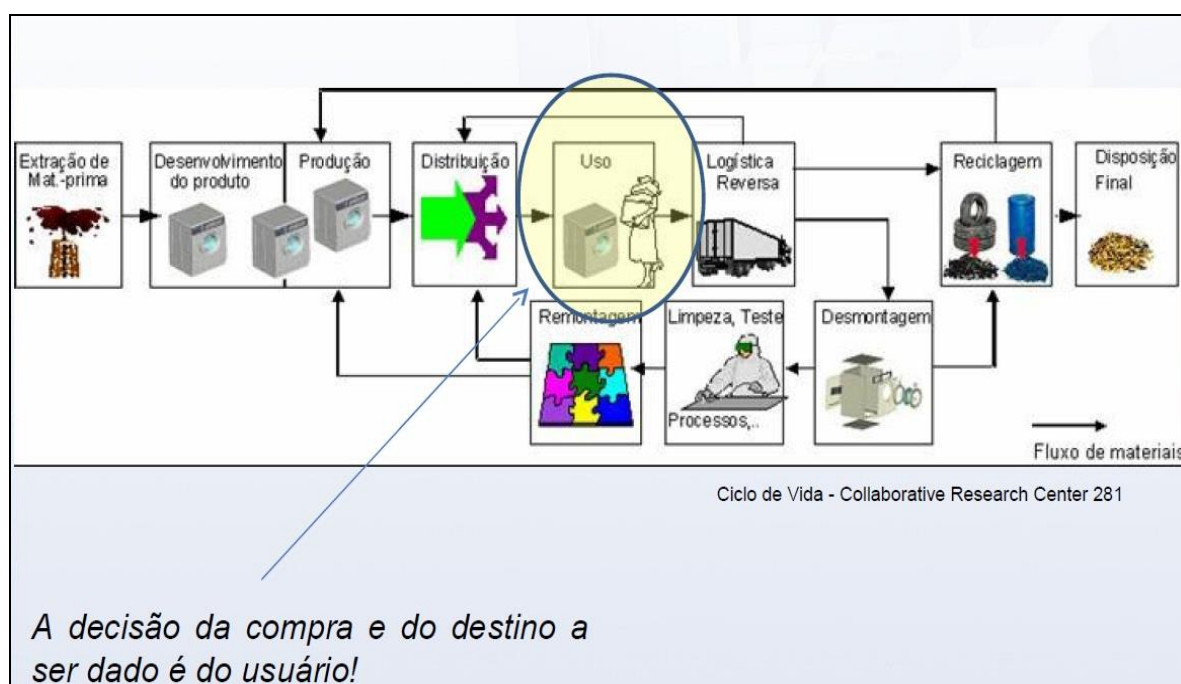 Extração de
Mat.-prima
Desenvolvimento
do produto
Produção
Distribuição
Uso
Logística
Reversa
Reciclagem
Disposição
Final
Remontagem
Limpeza, Teste
Processos,..
Desmontagem
Fluxo de materiais
Ciclo de Vida - Collaborative Research Center 281
A decisão da compra e do destino a
ser dado é do usuário!